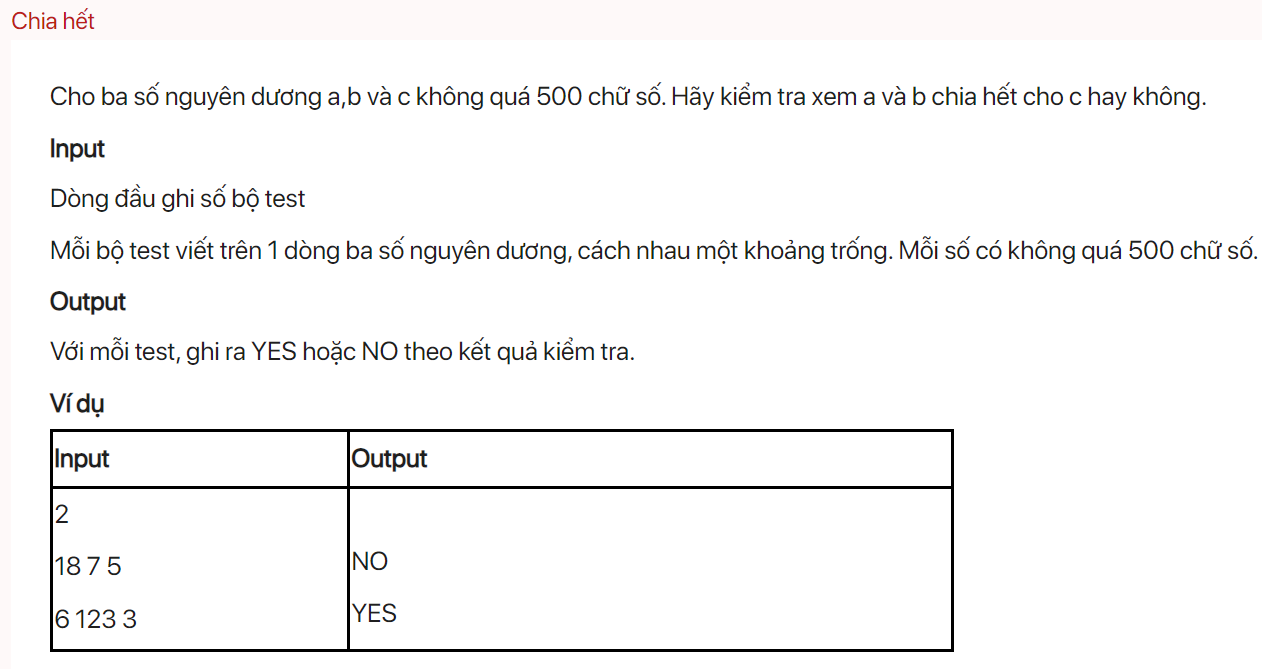 Chia hết
Cho ba số nguyên dương a,b và c không quá 500 chữ số. Hãy kiểm tra xem a và b chia hết cho c hay không.
Input
Dòng đầu ghi số bộ test
Mỗi bộ test viết trên 1 dòng ba số nguyên dương, cách nhau một khoảng trống. Mỗi số có không quá 500 chữ số.
Output
Với mỗi test, ghi ra YES hoặc NO theo kết quả kiểm tra.
Ví dụ
Input Output
2
18 7 5 NO
6 123 3 YES